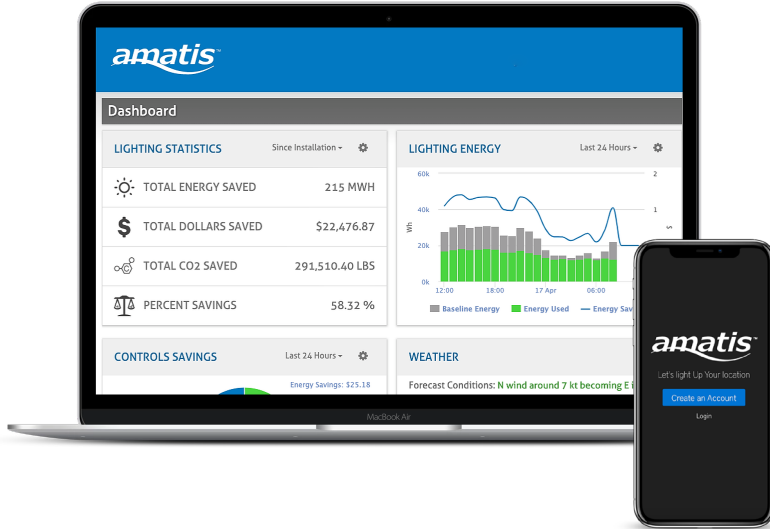 amatis™
Dashboard
LIGHTING STATISTICS
Since Installation
TOTAL ENERGY SAVED
215 MWH
$
TOTAL DOLLARS SAVED
$22,476.87
TOTAL CO2 SAVED
291,510.40 LBS
PERCENT SAVINGS
58.32 %
LIGHTING ENERGY
Last 24 Hours
60k
40k
20k
0k
Wh
2
1
$
12:00
18:00
17 Apr
06:00
Baseline Energy
Energy Used
Energy Sav
CONTROLS SAVINGS
Last 24 Hours
Energy Savings: $25.18
WEATHER
Forecast Conditions: N wind around 7 kt becoming E i
MacBook Air
amatis™
Let's light Up Your location
Create an Account
Login